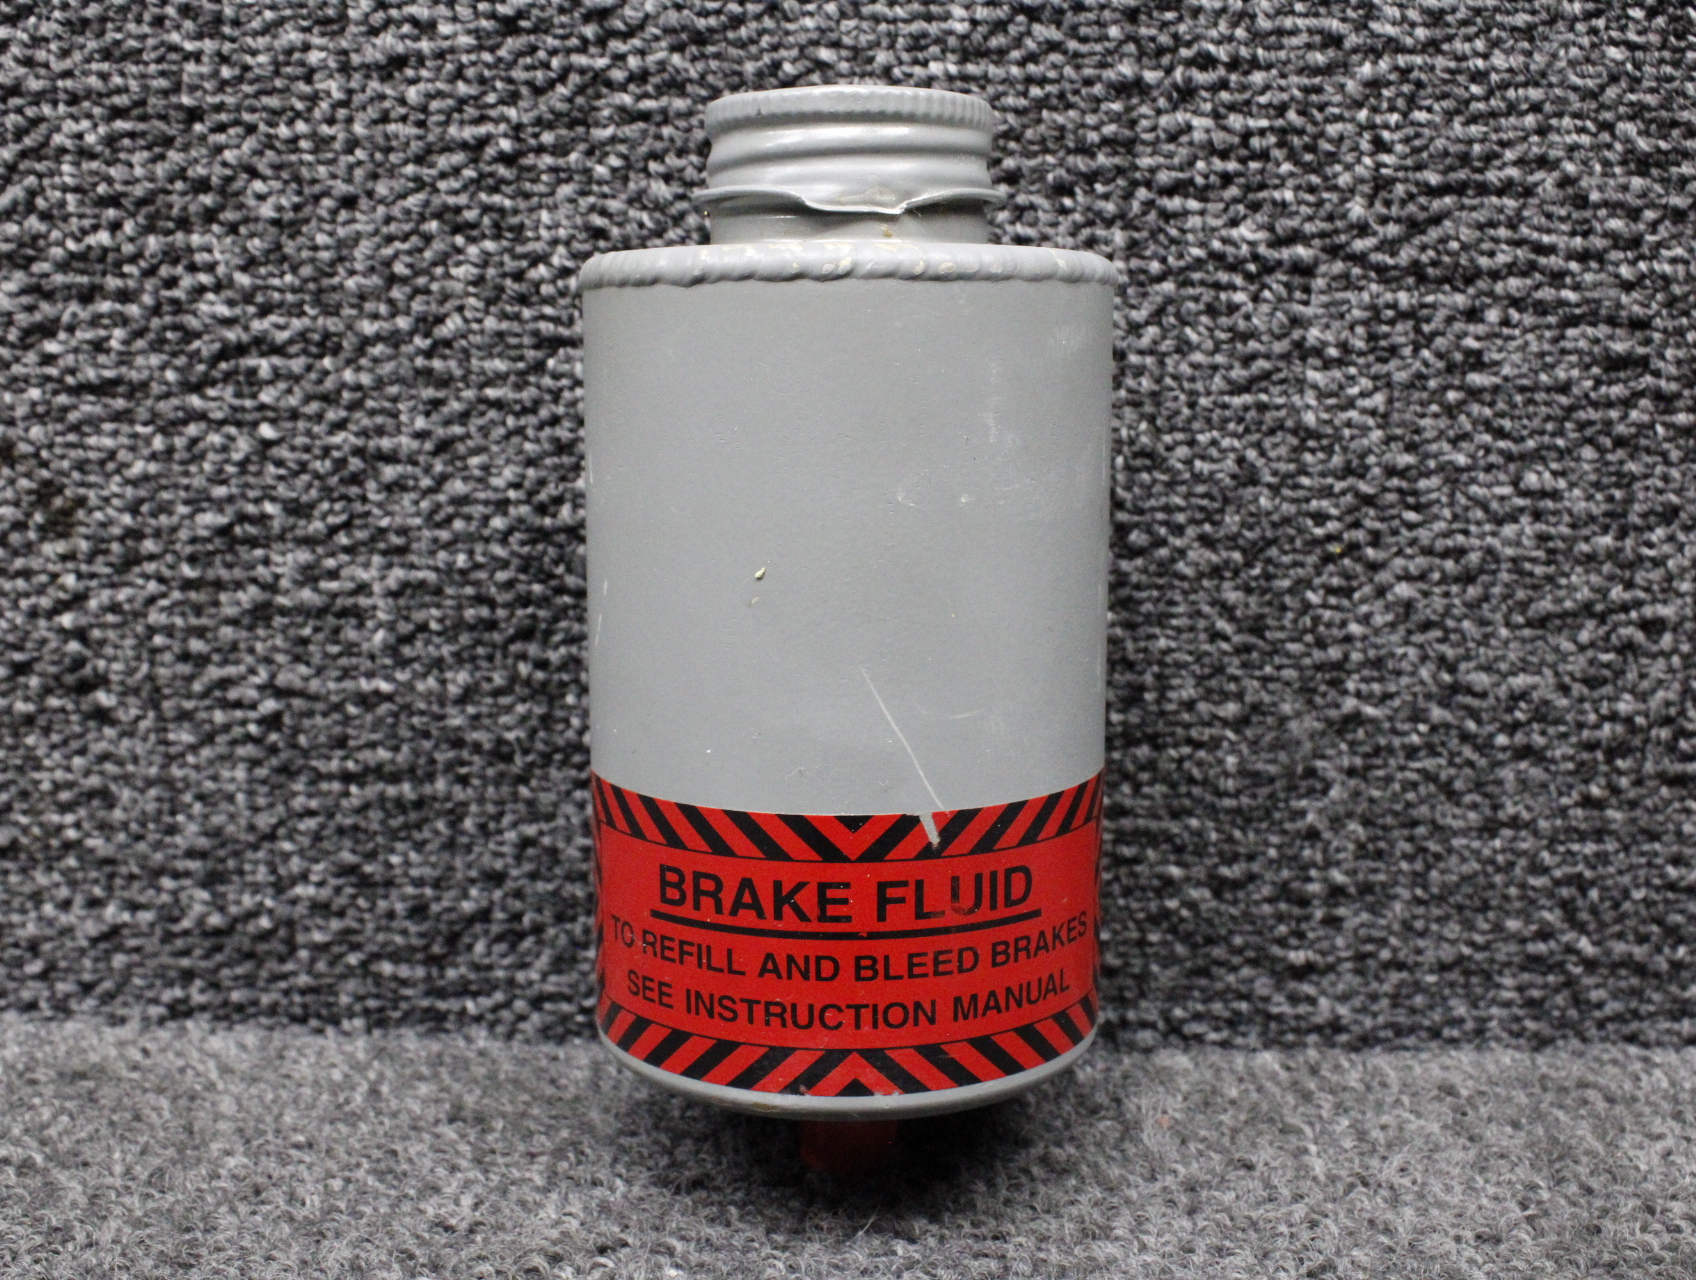 BRAKE FLUID
TO REFILL AND BLEED BRAKES
SEE INSTRUCTION MANUAL